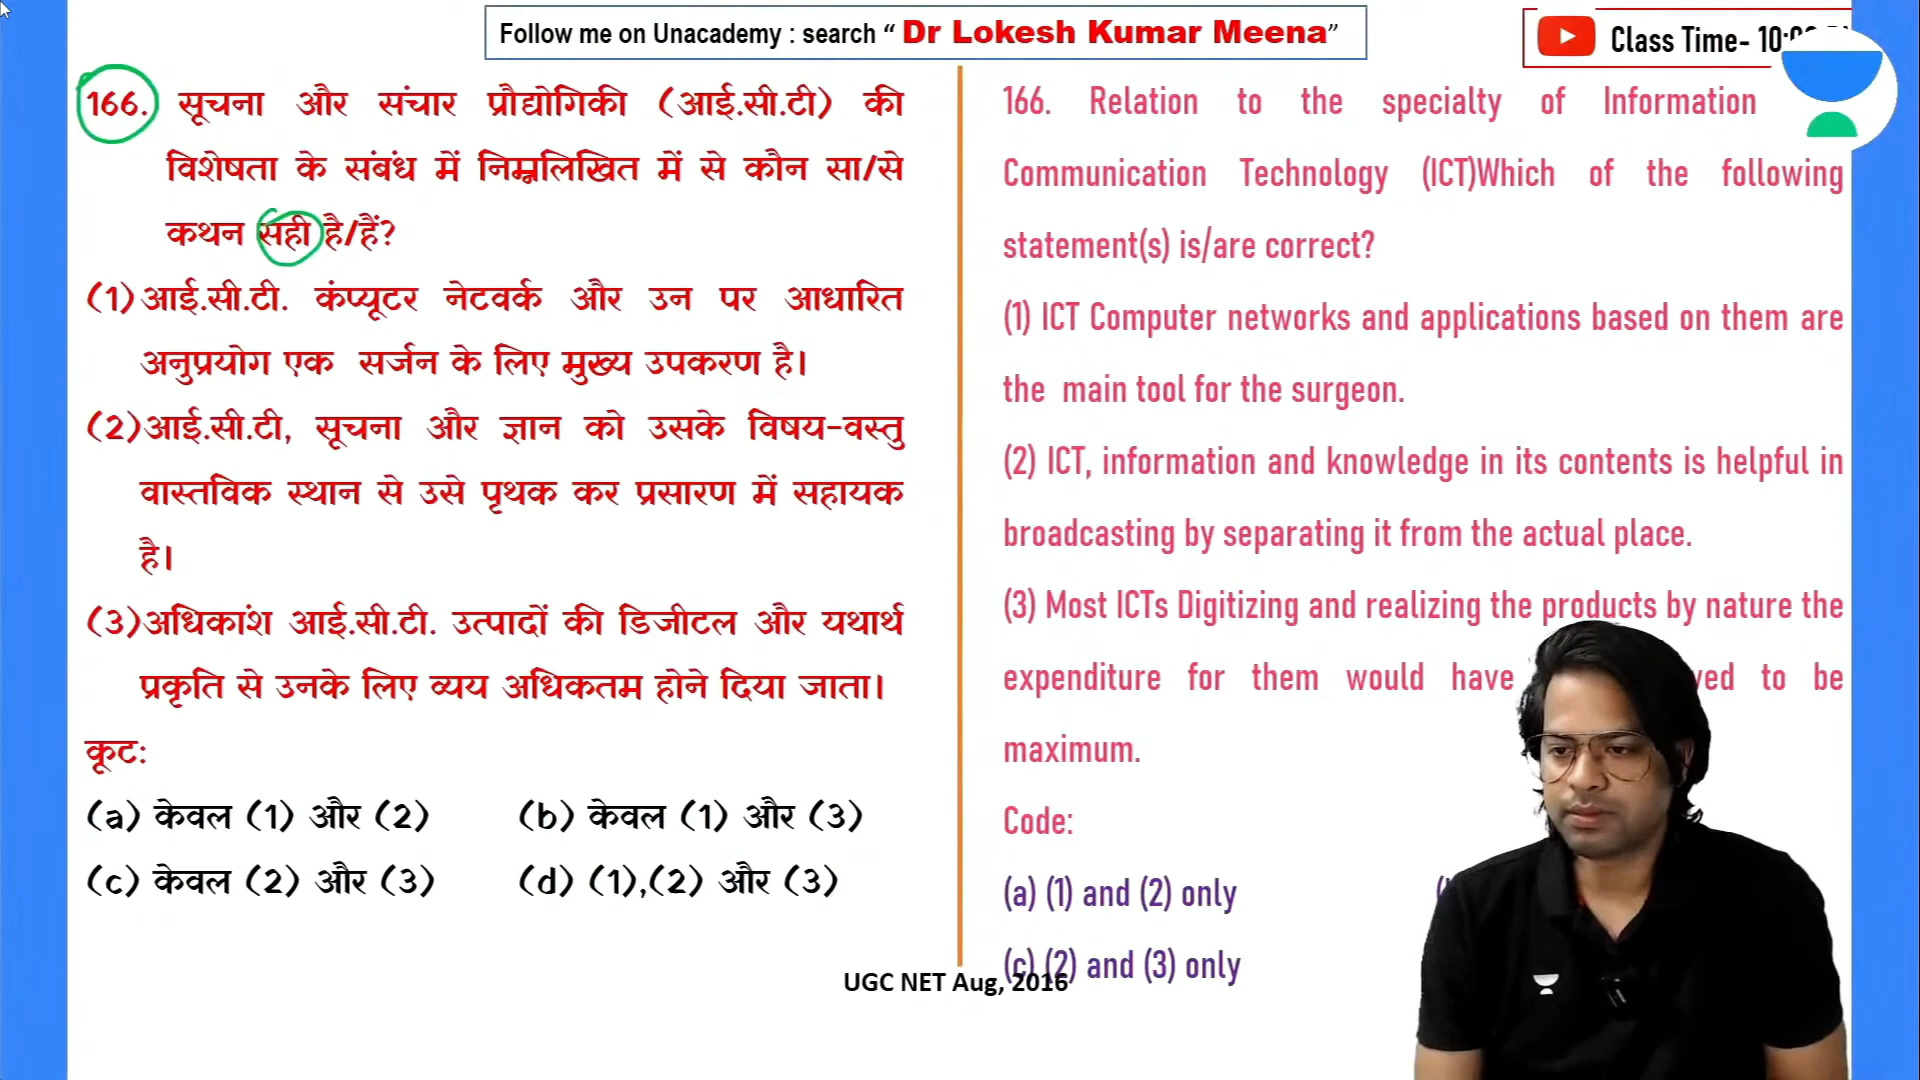 Follow me on Unacademy : search “ Dr Lokesh Kumar Meena”
Class Time- 10:
166. सूचना और संचार प्रौद्योगिकी (आई.सी.टी) की
विशेषता के संबंध में निम्नलिखित में से कौन सा/से
कथन सही है/हैं?
(1)आई.सी.टी. कंप्यूटर नेटवर्क और उन पर आधारित
अनुप्रयोग एक सर्जन के लिए मुख्य उपकरण है।
(2)आई.सी.टी, सूचना और ज्ञान को उसके विषय-वस्तु
वास्तविक स्थान से उसे पृथक कर प्रसारण में सहायक
है।
(3)अधिकांश आई.सी.टी. उत्पादों की डिजीटल और यथार्थ
प्रकृति से उनके लिए व्यय अधिकतम होने दिया जाता।
कूट:
(a) केवल (1) और (2) (b) केवल (1) और (3)
(c) केवल (2) और (3) (d) (1),(2) और (3)
166. Relation to the specialty of Information
Communication Technology (ICT)Which of the following
statement(s) is/are correct?
(1) ICT Computer networks and applications based on them are
the main tool for the surgeon.
(2) ICT, information and knowledge in its contents is helpful in
broadcasting by separating it from the actual place.
(3) Most ICTs Digitizing and realizing the products by nature the
expenditure for them would have to be
maximum.
Code:
(a) (1) and (2) only
(c) (2) and (3) only
UGC NET Aug, 2016